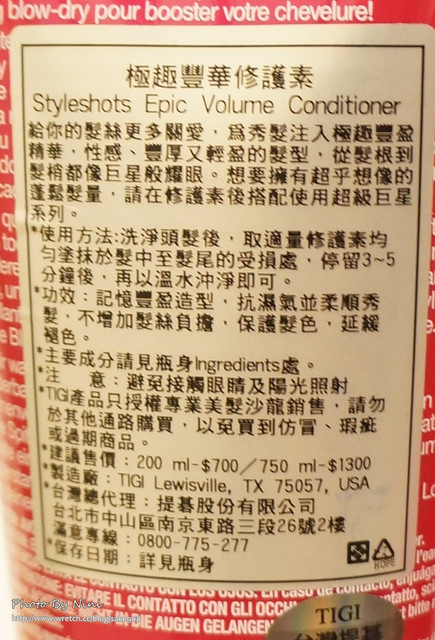 blow-dry pour booster votre chevelure!
極趣豐華修護素
Styleshots Epic Volume Conditioner
給你的髮絲更多關愛，為秀髮注入極趣豐盈
精華，性感、豐厚又輕盈的髮型，從髮根到
髮梢都像巨星般耀眼。想要擁有超乎想像的
蓬鬆髮量，請在修護素後搭配使用超級巨星
系列。
*使用方法:洗淨頭髮後，取適量修護素均
勻塗抹於髮中至髮尾的受損處，停留3~5
分鐘後，再以溫水沖淨即可。
*功效：記憶豐盈造型，抗濕氣並柔順秀
髮，不增加髮絲負擔，保護髮色，延緩
褪色。
*主要成分請見瓶身Ingredients處。
*注　意：避免接觸眼睛及陽光照射
*TIGI產品只授權專業美髮沙龍銷售，請勿
於其他通路購買，以免買到仿冒、瑕疵
或過期商品。
*建議售價：200 ml-$700／750 ml-$1300
*製造廠：TIGI Lewisville, TX 75057, USA
*台灣總代理：提碁股份有限公司
台北市中山區南京東路三段26號2樓
滿意專線：0800-775-277
*保存日期：詳見瓶身
HDPE
CONTACTO CON LOS OJOS. En caso de contacto, enjuága
EVITARE IL CONTATTO CON GLI OCCHI
AUGEN GELANGEN
TIGI
Photo By Nini